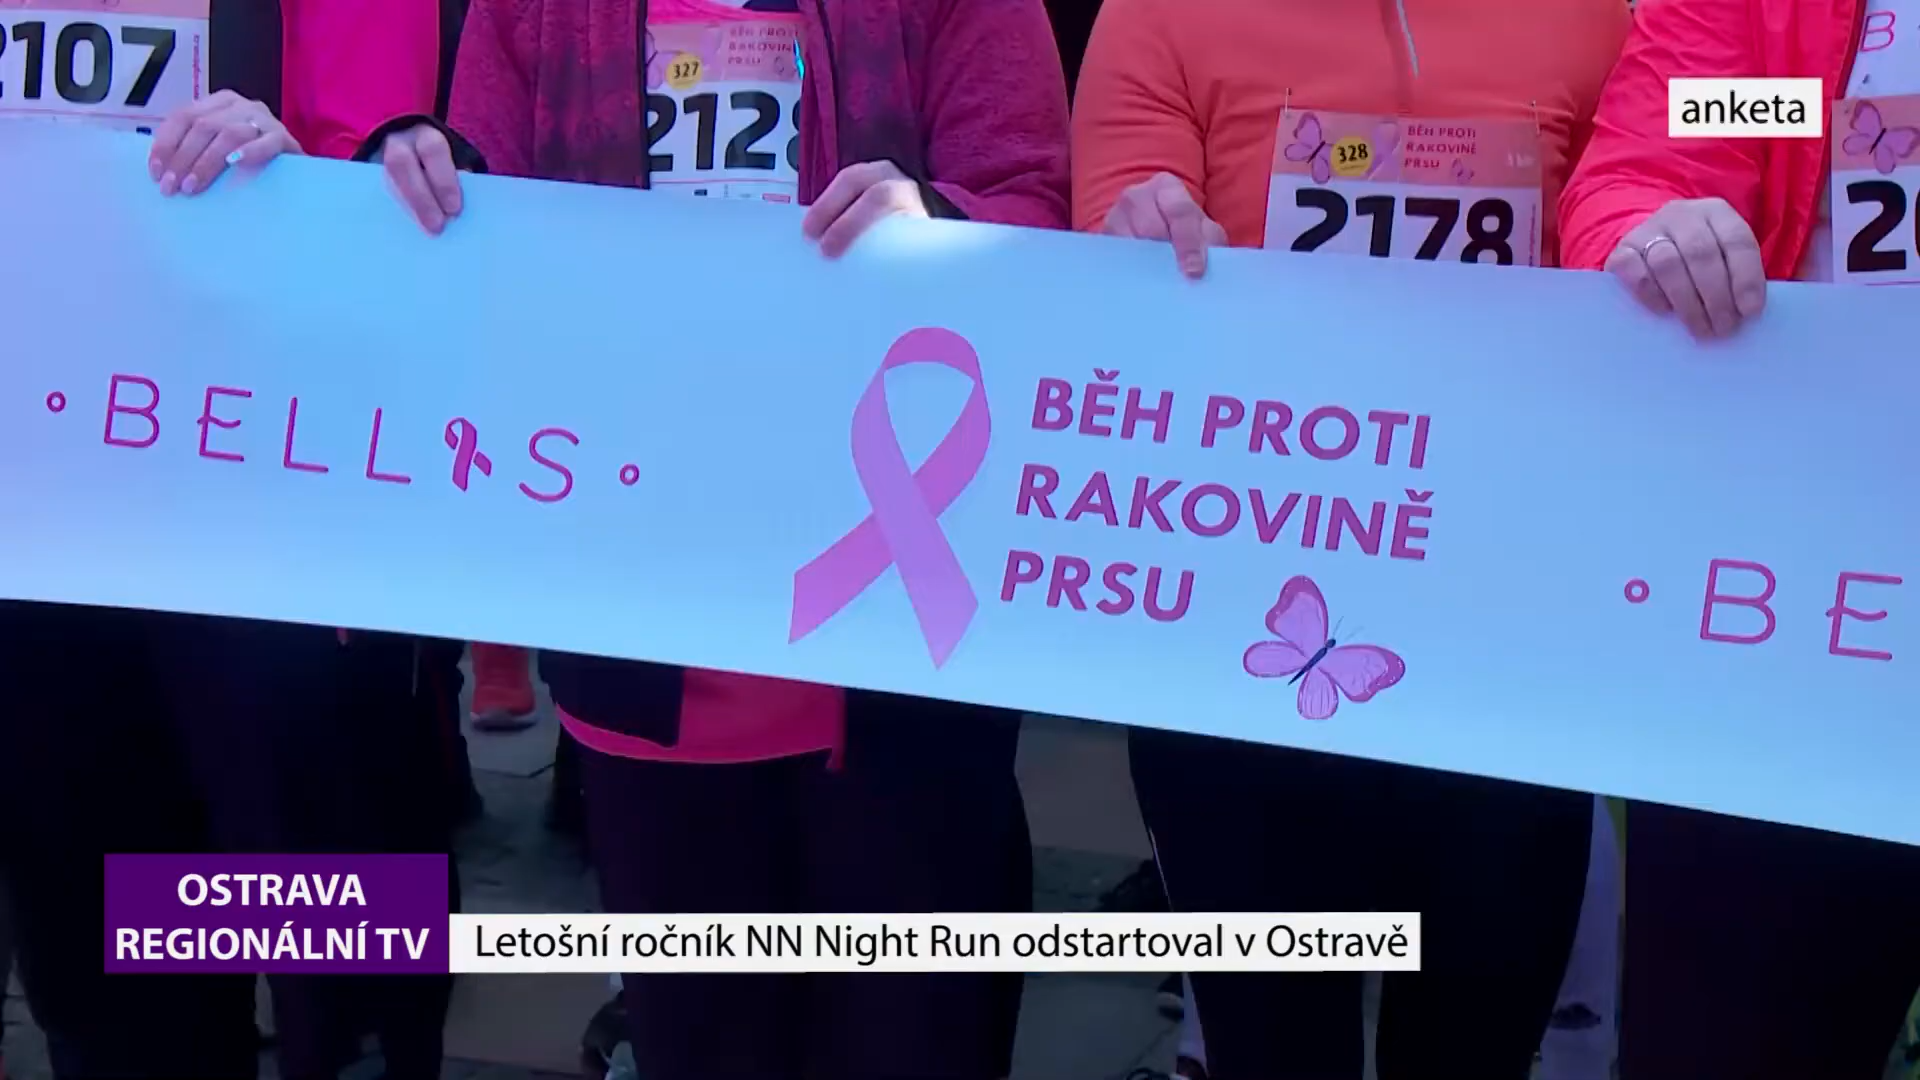 2107
327
BĚH PROTI
RAKOVINĚ
PRSU
2128
328
BĚH PROTI
RAKOVINĚ
PRSU
2178
B
anketa
BELLIS
BĚH PROTI
RAKOVINĚ
PRSU
BE
OSTRAVA
REGIONÁLNÍ TV
Letošní ročník NN Night Run odstartoval v Ostravě